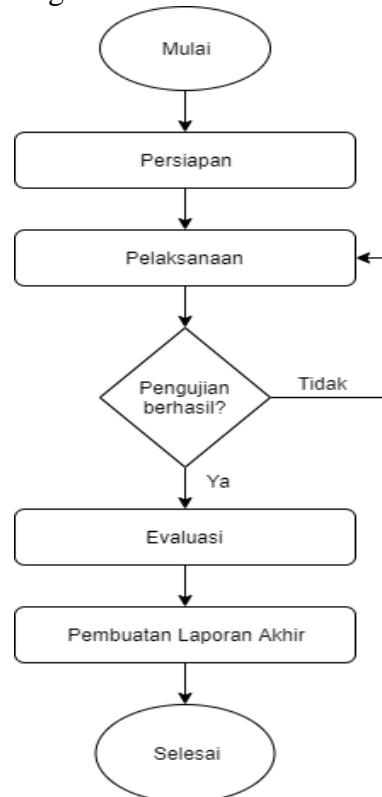 Mulai
Persiapan
Pelaksanaan
Pengujian
berhasil?
Tidak
Ya
Evaluasi
Pembuatan Laporan Akhir
Selesai